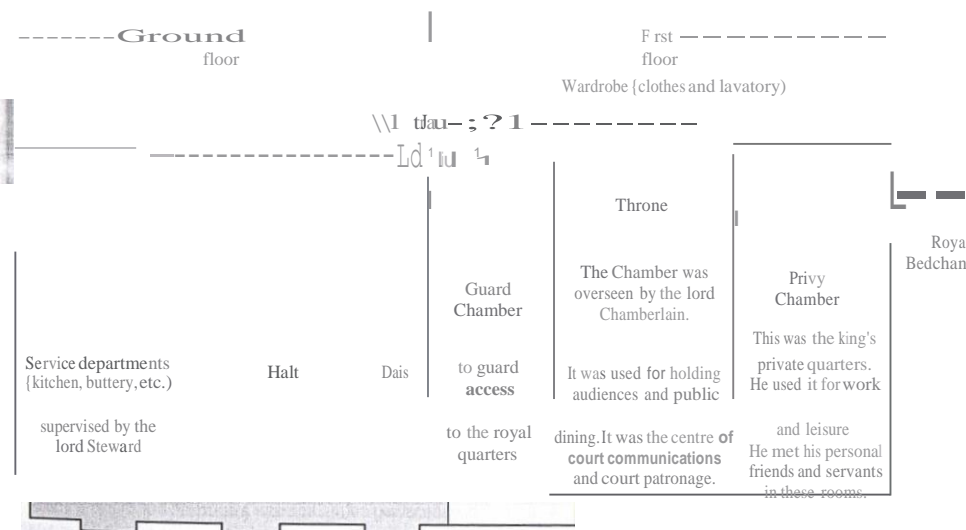 Ground
floor
F rst
floor
Wardrobe {clothes and lavatory)
Service departments
{kitchen, buttery, etc.)
supervised by the
lord Steward
Halt
Dais
Guard
Chamber
to guard
access
to the royal
quarters
Throne
The Chamber was
overseen by the lord
Chamberlain.
It was used for holding
audiences and public
dining.It was the centre of
court communications
and court patronage.
Privy
Chamber
This was the king's
private quarters.
He used it for work
and leisure
He met his personal
friends and servants
in these rooms.
Roya
Bedchan